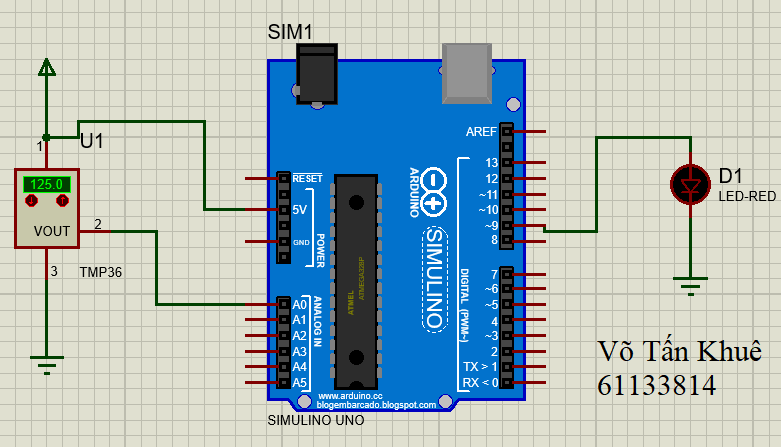 SIM1
U1
1
125.0
VOUT
2
3
TMP36
RESET
5V
GND
POWER
A0
A1
A2
A3
A4
A5
ANALOG IN
ATMEL
ATMEGA328P
ARDUINO
SIMULINO
AREF
13
12
~11
~10
~9
8
7
~6
~5
4
~3
2
TX > 1
RX < 0
DIGITAL (PWM~)
www.arduino.cc
blogembarcado.blogspot.com
SIMULINO UNO
D1
LED-RED
Võ Tấn Khuê
61133814